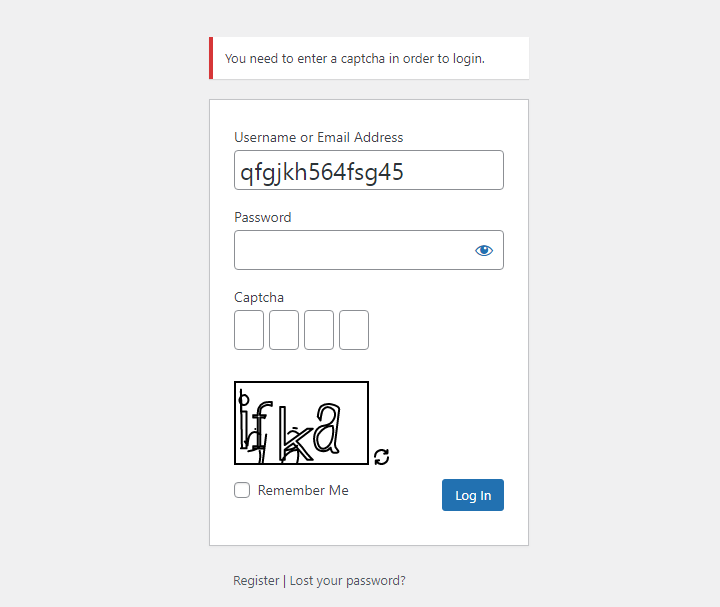 You need to enter a captcha in order to login.
Username or Email Address
qfgjkh564fsg45
Password
Captcha
Remember Me
Log In
Register | Lost your password?